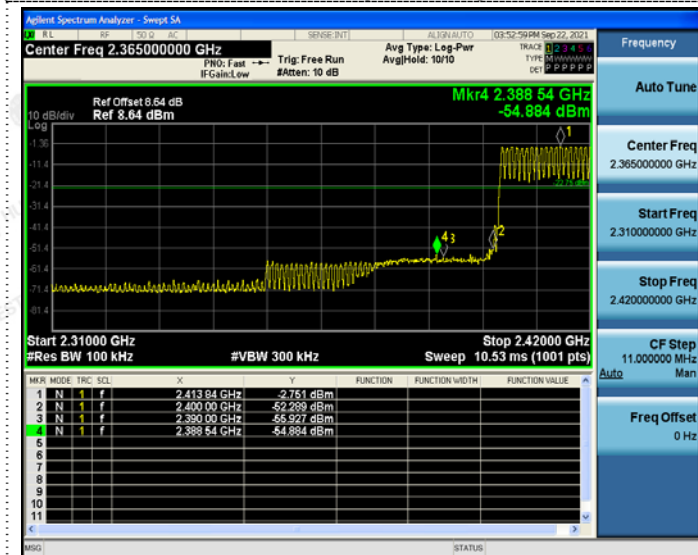 Agilent Spectrum Analyzer - Swept SA
RL RF 50 Ω AC SENSE:INT ALIGN AUTO 03:52:59 PM Sep 22, 2021
Center Freq 2.365000000 GHz
PNO: Fast
IFGain:Low
Trig: Free Run
#Atten: 10 dB
Avg Type: Log-Pwr
Avg|Hold: 10/10
TRACE 1 2 3 4 5 6
TYPE M W W W W W
DET P P P P P P
Frequency
Ref Offset 8.64 dB
10 dB/div Ref 8.64 dBm
Log
Mkr4 2.388 54 GHz
-54.884 dBm
-1.36
-11.4
-21.4
-31.4
-41.4
-51.4
-61.4
-71.4
-81.4
1
-22.75 dBm
4 3
2
Start 2.31000 GHz Stop 2.42000 GHz
#Res BW 100 kHz #VBW 300 kHz Sweep 10.53 ms (1001 pts)
MKR MODE TRC SCL X Y FUNCTION FUNCTION WIDTH FUNCTION VALUE
1 N 1 f 2.413 84 GHz -2.751 dBm
2 N 1 f 2.400 00 GHz -52.289 dBm
3 N 1 f 2.390 00 GHz -55.927 dBm
4 N 1 f 2.388 54 GHz -54.884 dBm
5
6
7
8
9
10
11
MSG STATUS
Auto Tune
Center Freq
2.365000000 GHz
Start Freq
2.310000000 GHz
Stop Freq
2.420000000 GHz
CF Step
11.000000 MHz
Auto Man
Freq Offset
0 Hz